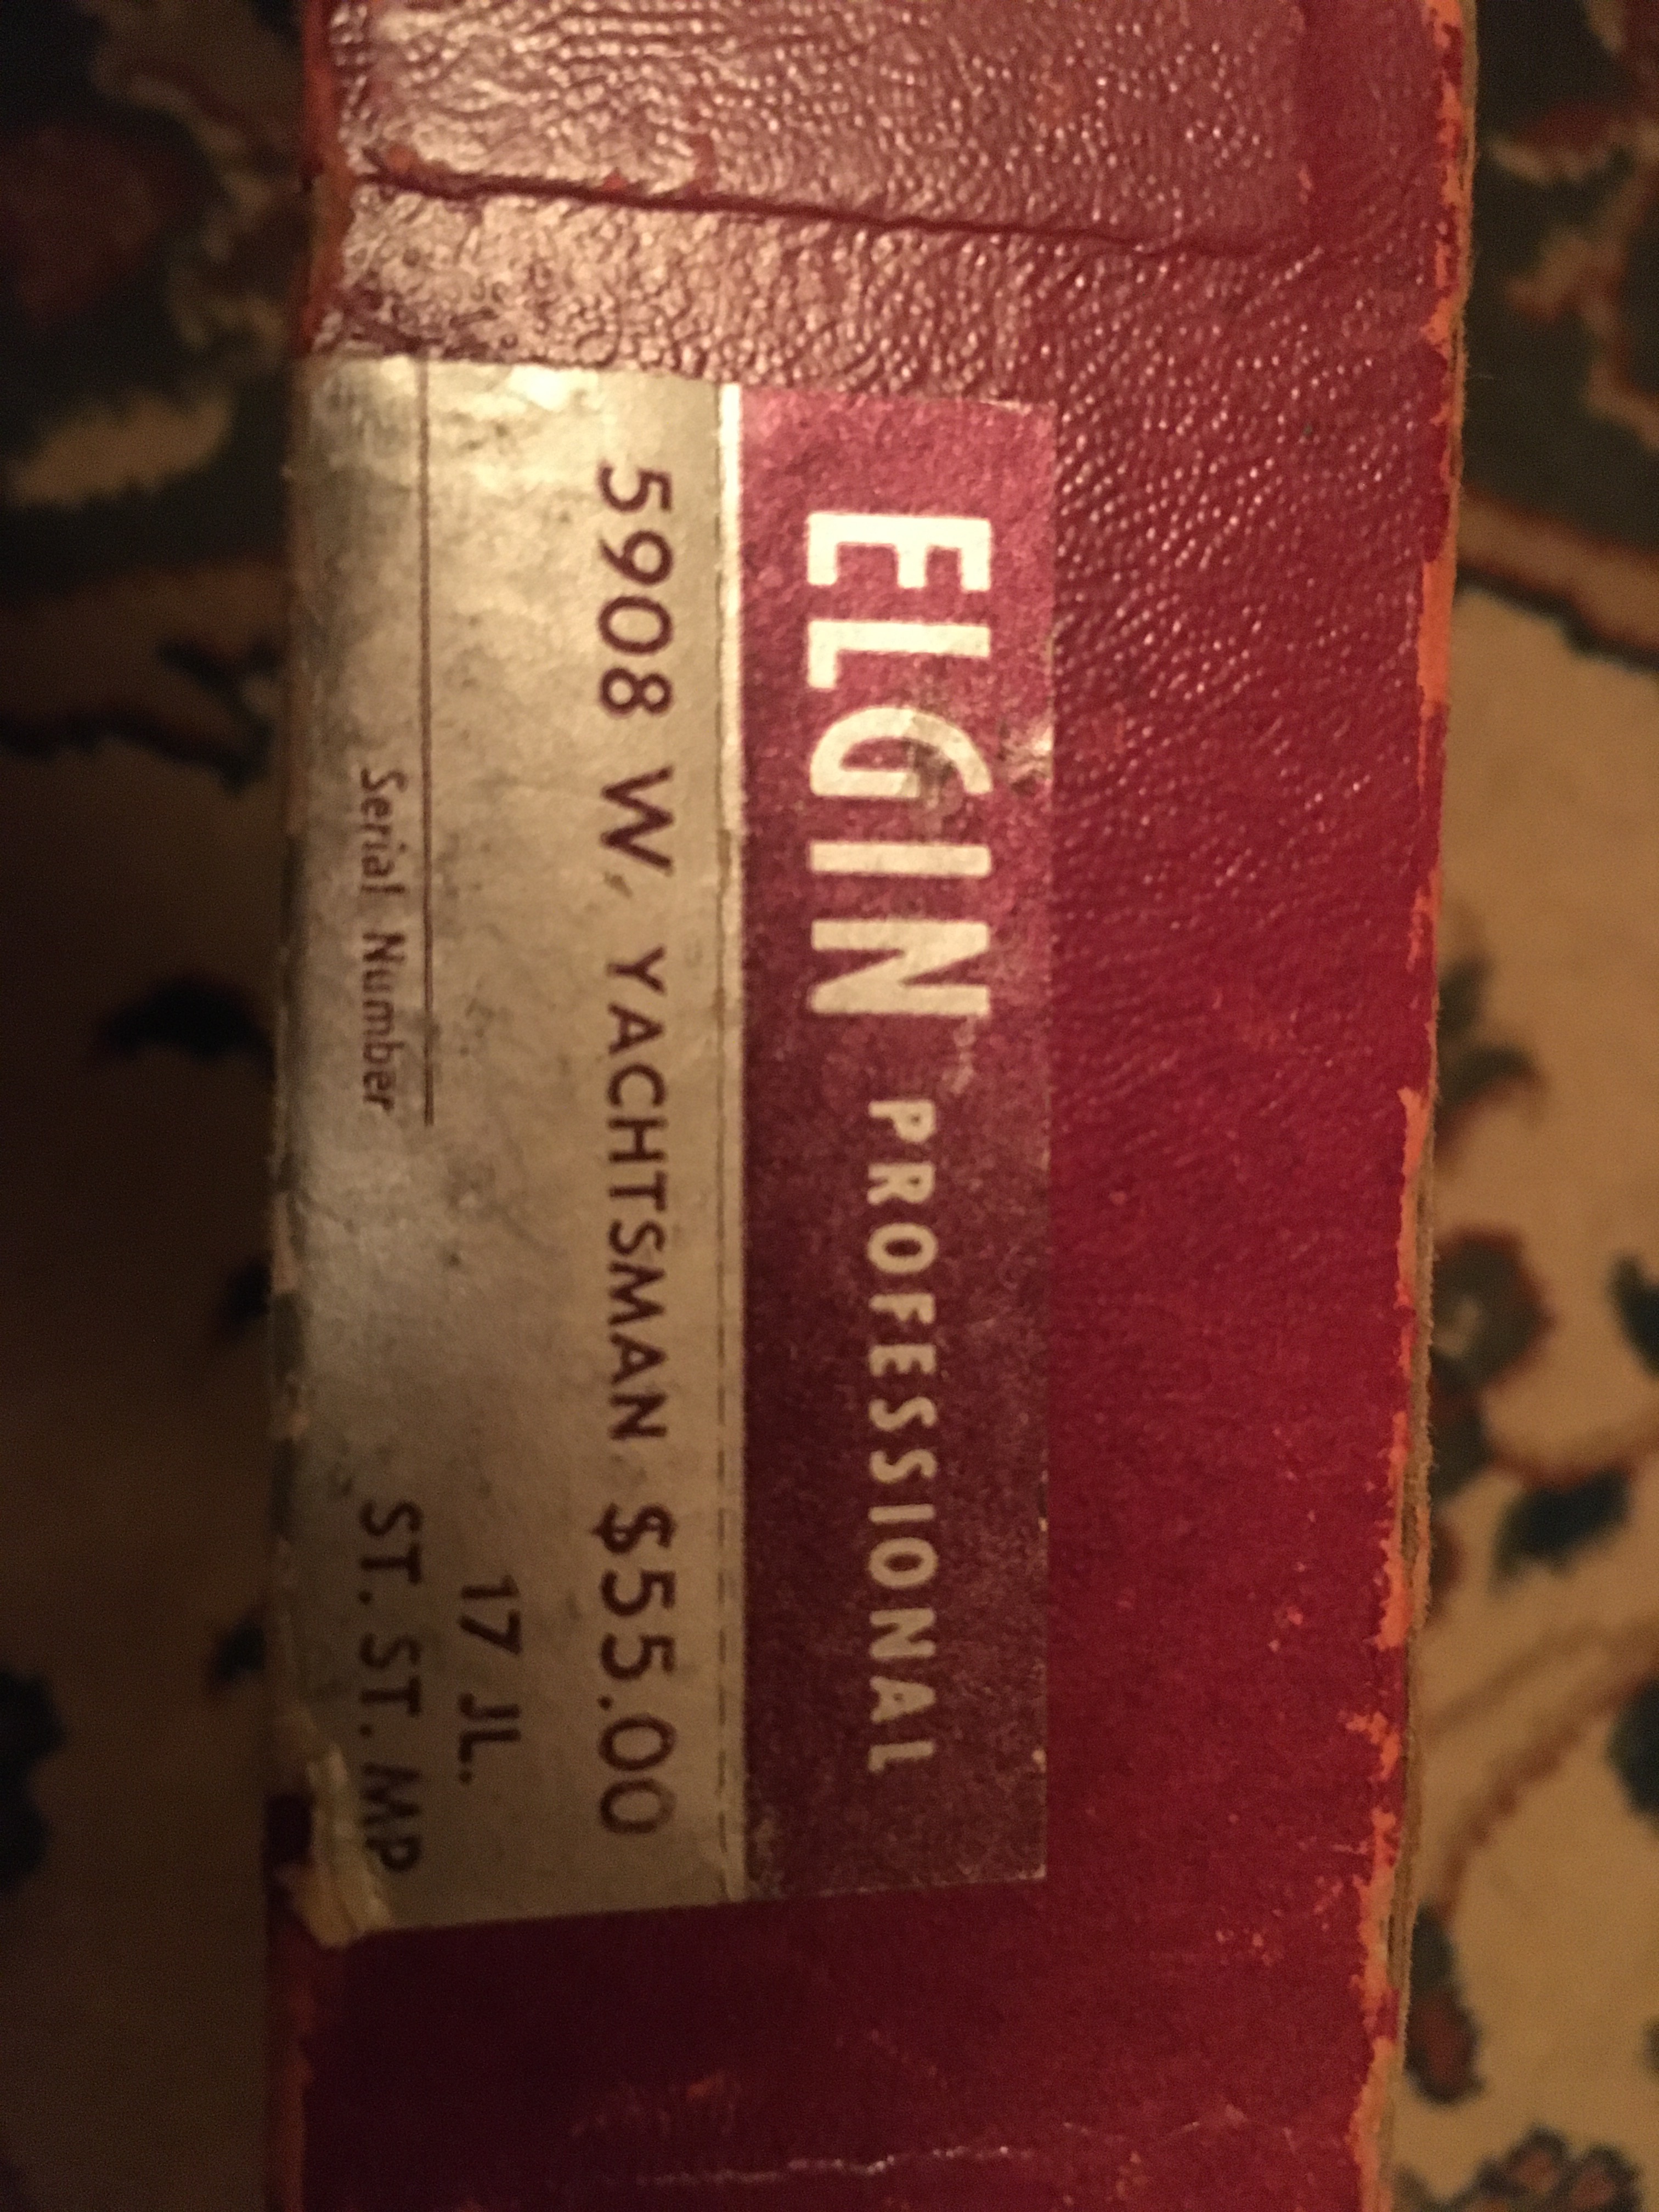 ELGIN PROFESSIONAL
5908 W, YACHTSMAN $55.00
17 JL.
Serial Number
ST. ST. MP